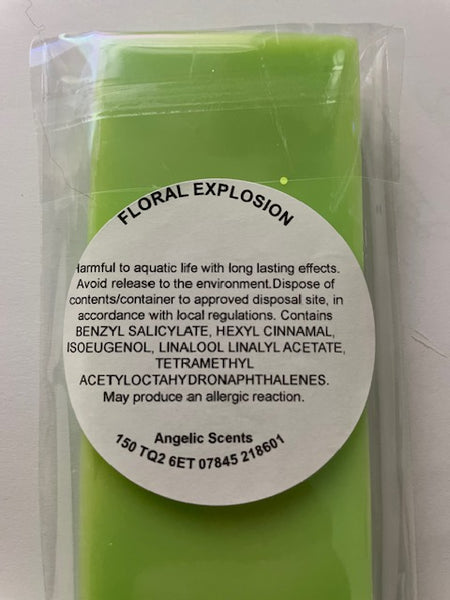 FLORAL EXPLOSION
Harmful to aquatic life with long lasting effects.
Avoid release to the environment.Dispose of
contents/container to approved disposal site, in
accordance with local regulations. Contains
BENZYL SALICYLATE, HEXYL CINNAMAL,
ISOEUGENOL, LINALOOL LINALYL ACETATE,
TETRAMETHYL
ACETYLOCTAHYDRONAPHTHALENES.
May produce an allergic reaction.
Angelic Scents
150 TQ2 6ET 07845 218601